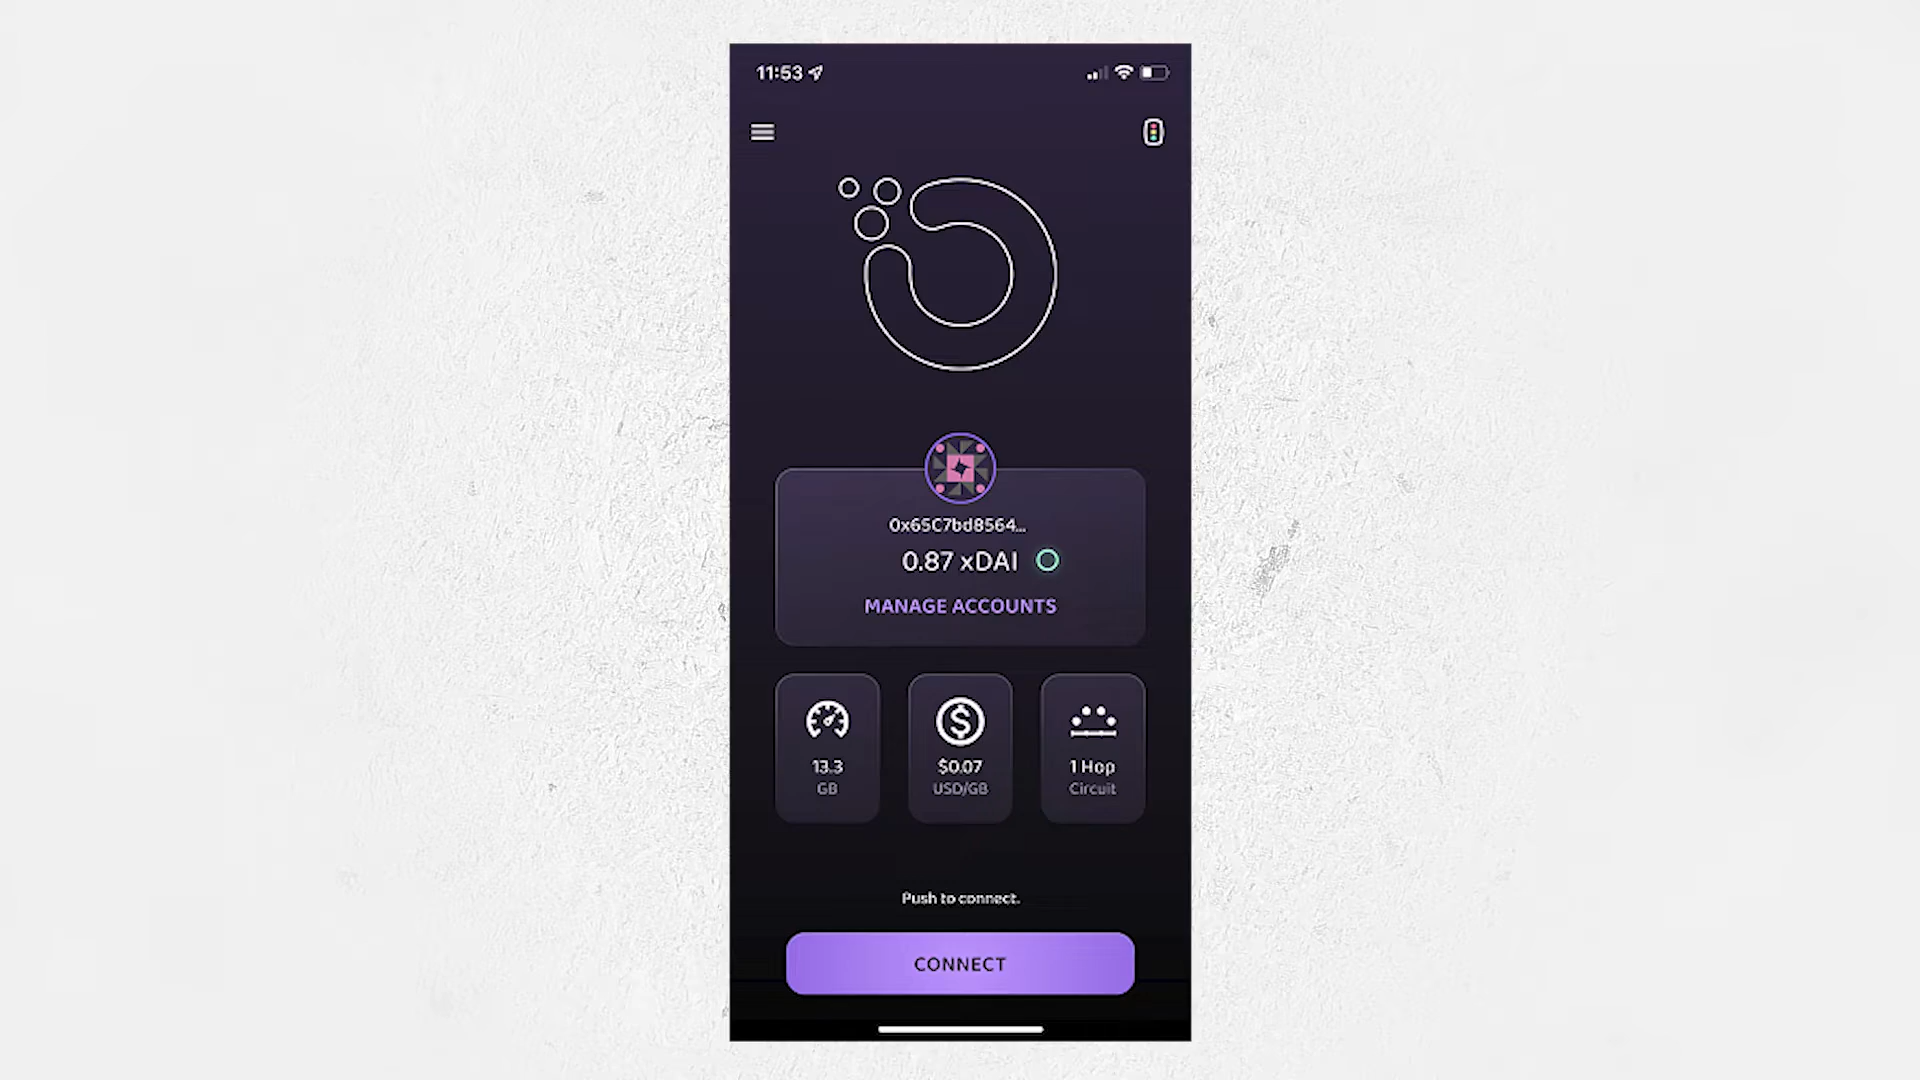 11:53
0x65C7bd8564...
0.87 xDAI
MANAGE ACCOUNTS
13.3
GB
$0.07
USD/GB
1 Hop
Circuit
Push to connect.
CONNECT